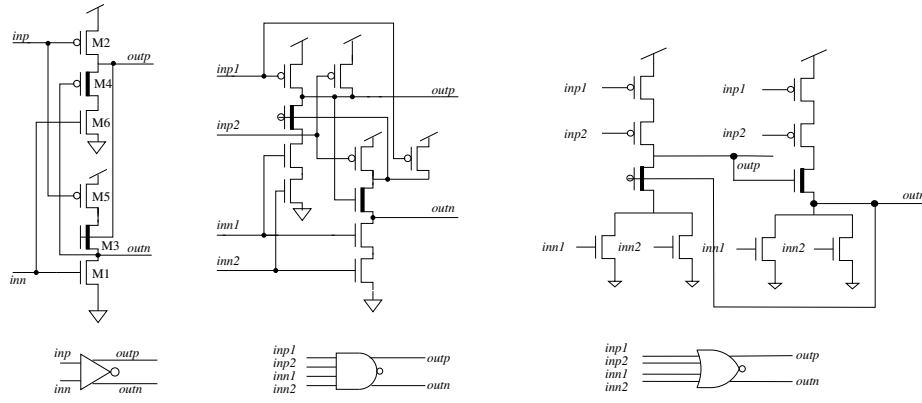 inp
M2
outp
M4
M6
M5
M3
outn
inn
M1
inp1
outp
inp2
inn1
outn
inn2
inp1
inp1
inp2
inp2
outp
outn
inn1
inn2
inn1
inn2
inp
outp
inn
outn
inp1
inp2
inn1
inn2
outp
outn
inp1
inp2
inn1
inn2
outp
outn